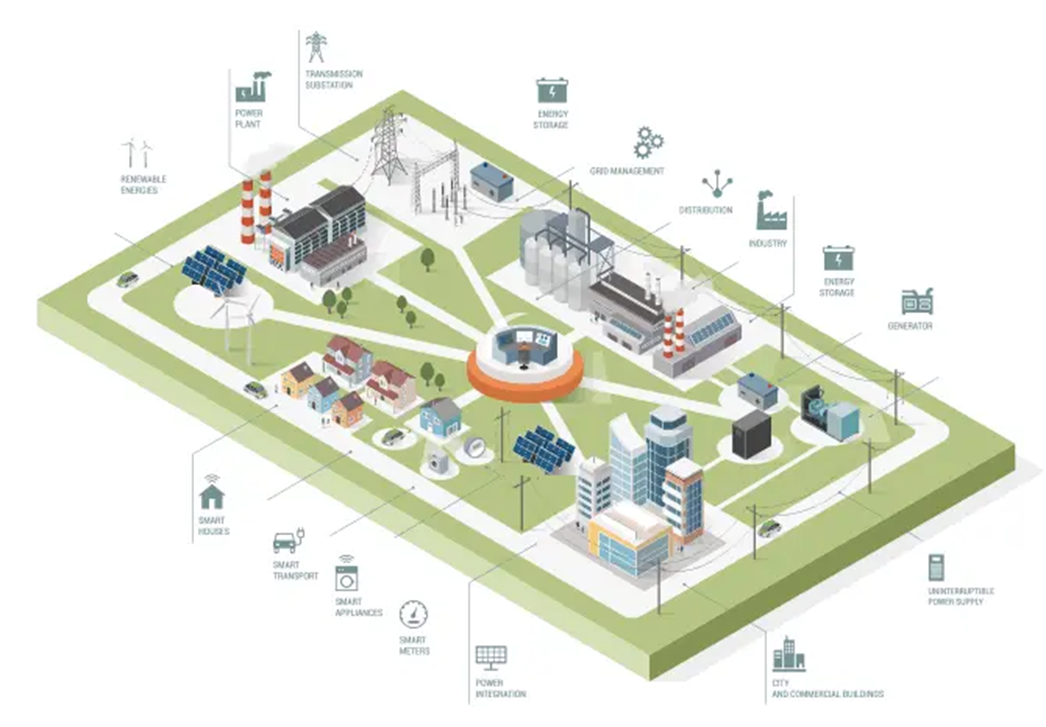 TRANSMISSION
SUBSTATION
POWER
PLANT
ENERGY
STORAGE
RENEWABLE
ENERGIES
GRID MANAGEMENT
DISTRIBUTION
INDUSTRY
ENERGY
STORAGE
GENERATOR
SMART
HOUSES
SMART
TRANSPORT
SMART
APPLIANCES
SMART
METERS
POWER
INTEGRATION
UNINTERRUPTIBLE
POWER SUPPLY
CITY
AND COMMERCIAL BUILDINGS